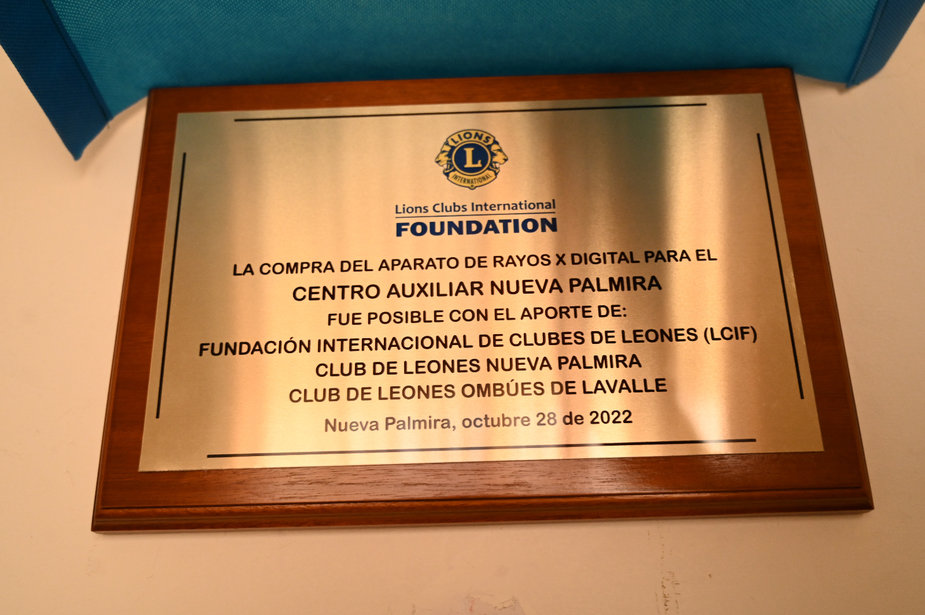 LIONS
L
INTERNATIONAL
Lions Clubs International
FOUNDATION
LA COMPRA DEL APARATO DE RAYOS X DIGITAL PARA EL
CENTRO AUXILIAR NUEVA PALMIRA
FUE POSIBLE CON EL APORTE DE:
FUNDACIÓN INTERNACIONAL DE CLUBES DE LEONES (LCIF)
CLUB DE LEONES NUEVA PALMIRA
CLUB DE LEONES OMBÚES DE LAVALLE
Nueva Palmira, octubre 28 de 2022